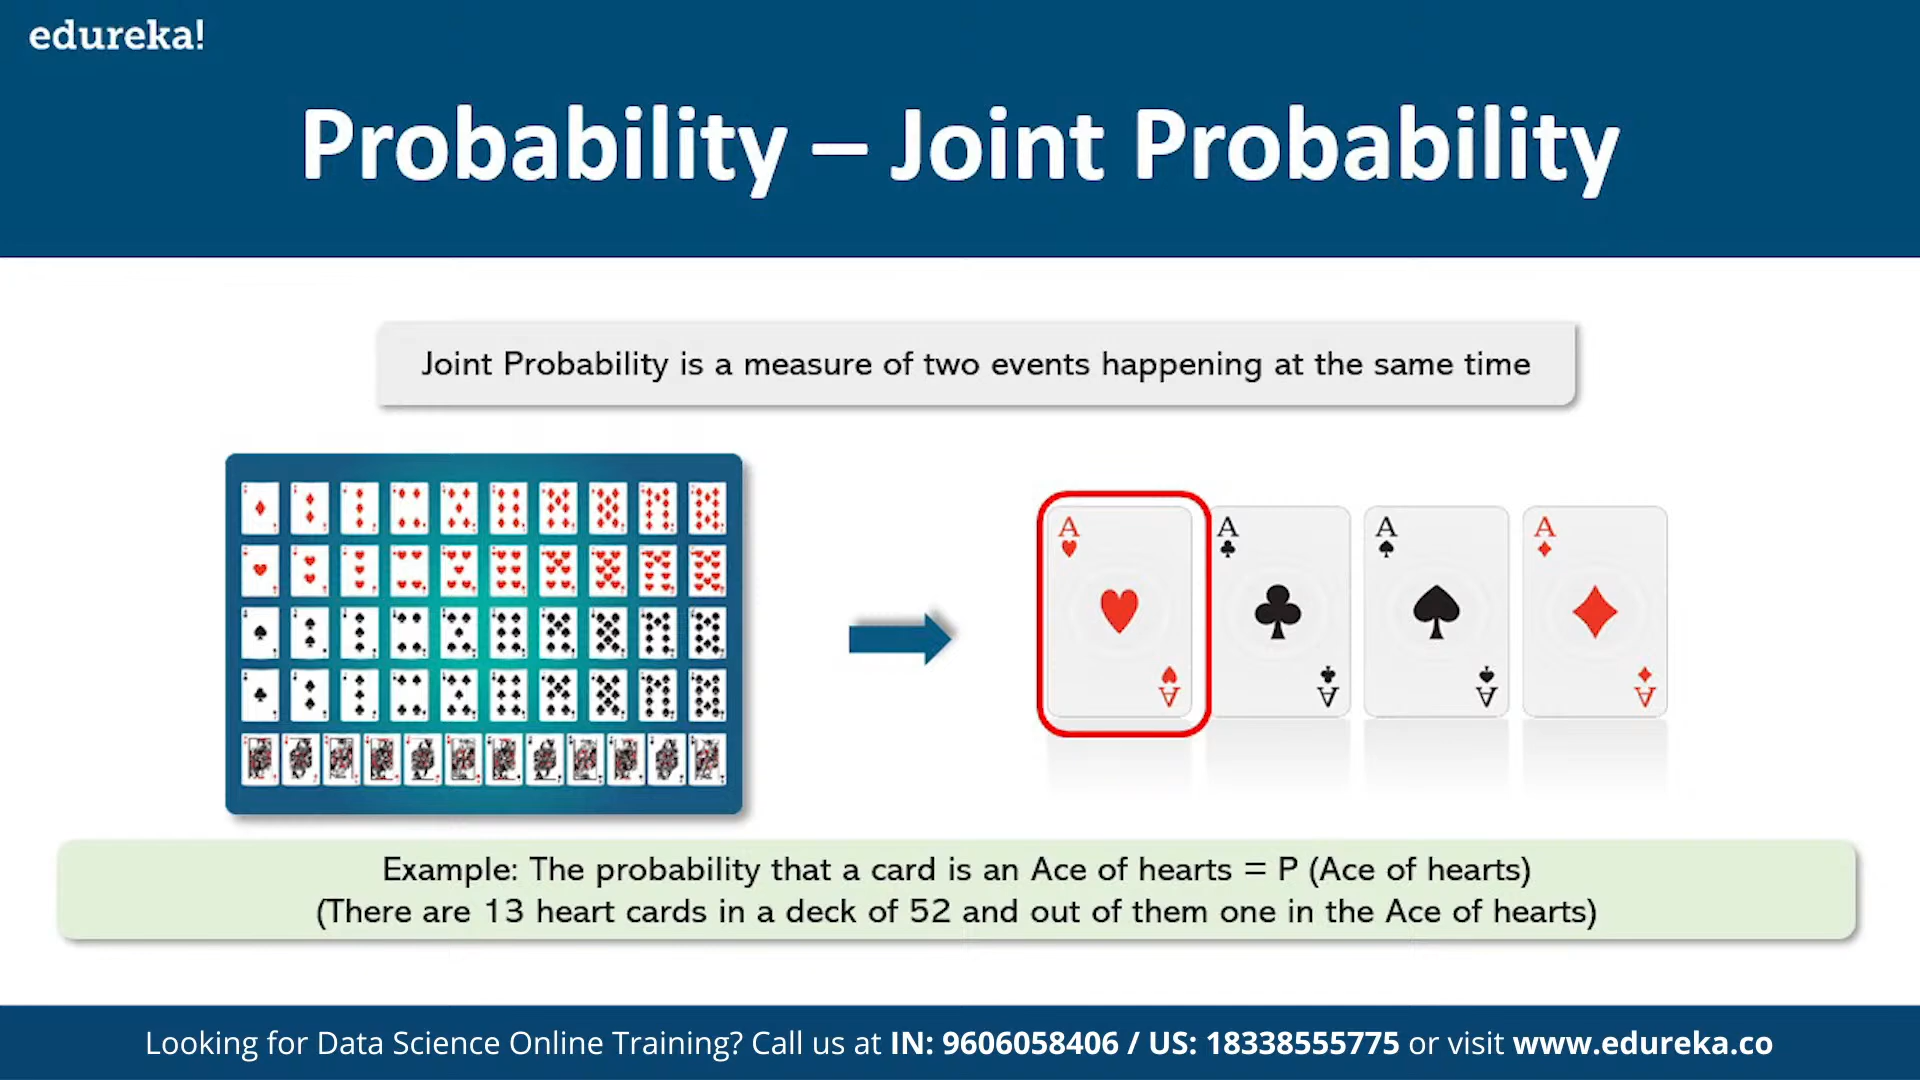 edureka!
Probability – Joint Probability
Joint Probability is a measure of two events happening at the same time
A A A A
A A A A
Example: The probability that a card is an Ace of hearts = P (Ace of hearts)
(There are 13 heart cards in a deck of 52 and out of them one in the Ace of hearts)
Looking for Data Science Online Training? Call us at IN: 9606058406 / US: 18338555775 or visit www.edureka.co